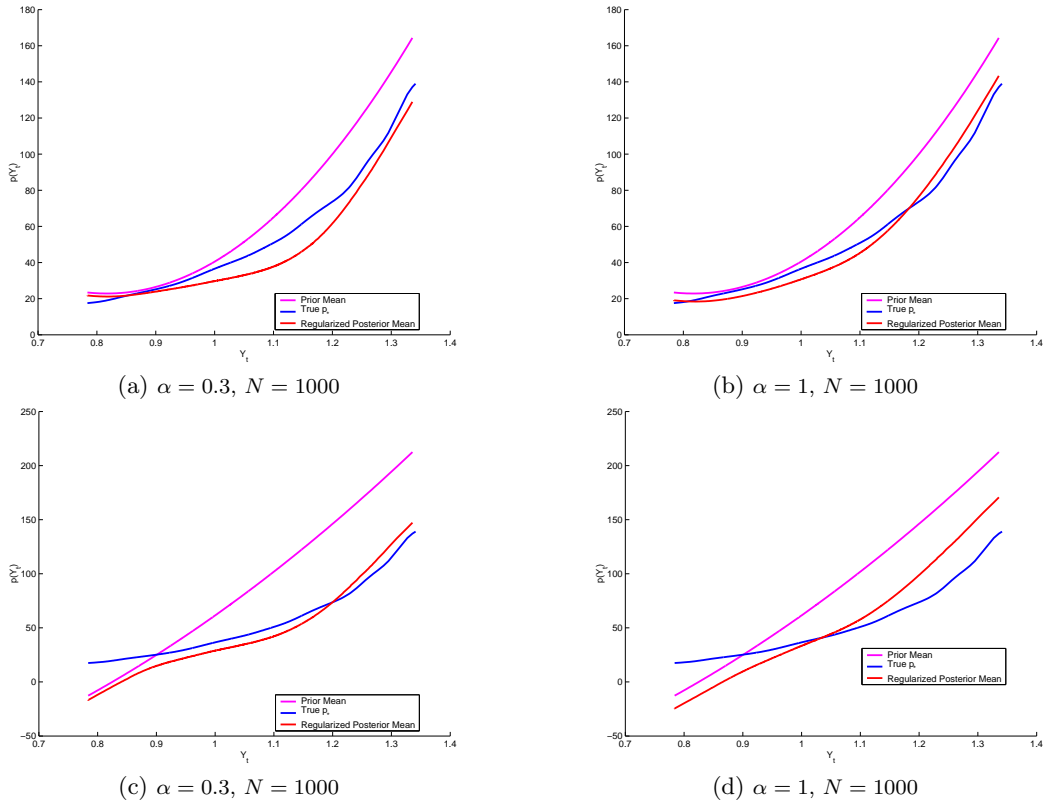 180
160
140
120
100
80
60
40
20
0
p(Y_t)
0.7 0.8 0.9 1 1.1 1.2 1.3 1.4
Y_t
Prior Mean
True p_*
Regularized Posterior Mean
(a) α = 0.3, N = 1000
180
160
140
120
100
80
60
40
20
0
p(Y_t)
0.7 0.8 0.9 1 1.1 1.2 1.3 1.4
Y_t
Prior Mean
True p_*
Regularized Posterior Mean
(b) α = 1, N = 1000
250
200
150
100
50
0
−50
p(Y_t)
0.7 0.8 0.9 1 1.1 1.2 1.3 1.4
Y_t
Prior Mean
True p_*
Regularized Posterior Mean
(c) α = 0.3, N = 1000
250
200
150
100
50
0
−50
p(Y_t)
0.7 0.8 0.9 1 1.1 1.2 1.3 1.4
Y_t
Prior Mean
True p_*
Regularized Posterior Mean
(d) α = 1, N = 1000